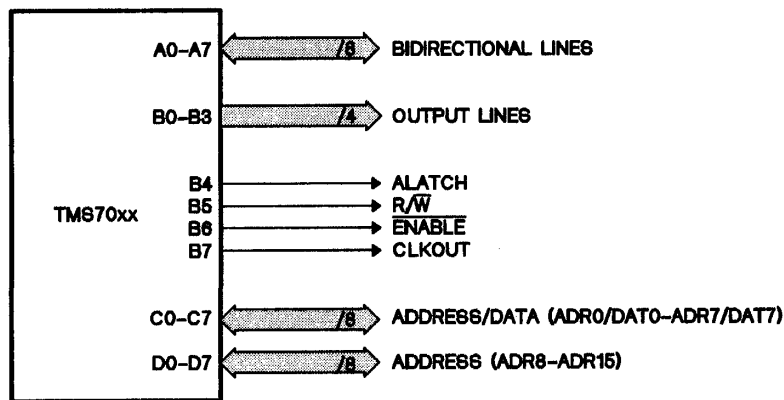 A0-A7 /8 BIDIRECTIONAL LINES
B0-B3 /4 OUTPUT LINES
B4 ALATCH
B5 R/W̅
TMS70xx
B6 E̅N̅A̅B̅L̅E̅
B7 CLKOUT
C0-C7 /8 ADDRESS/DATA (ADR0/DAT0-ADR7/DAT7)
D0-D7 /8 ADDRESS (ADR8-ADR15)